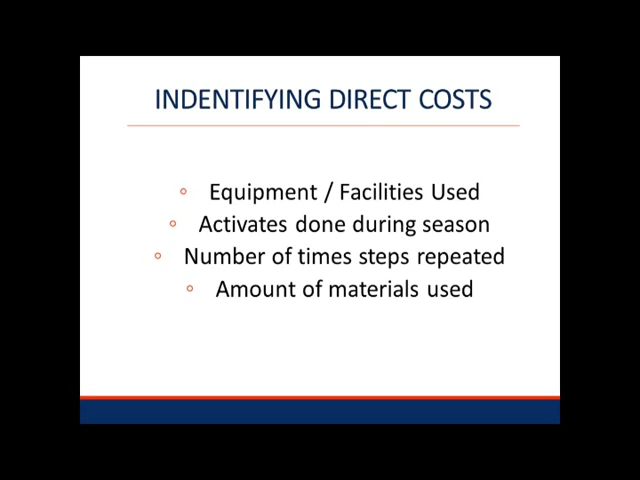 INDENTIFYING DIRECT COSTS
◦ Equipment / Facilities Used
◦ Activates done during season
◦ Number of times steps repeated
◦ Amount of materials used